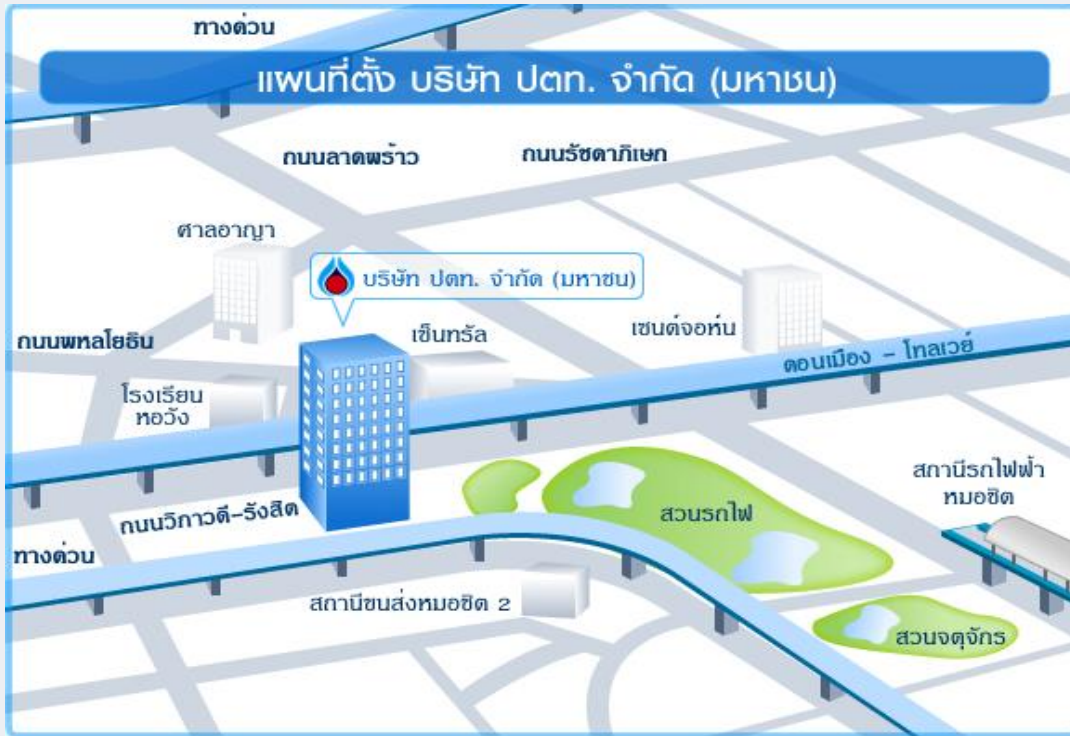 ทางด่วน
แผนที่ตั้ง บริษัท ปตท. จำกัด (มหาชน)
ถนนลาดพร้าว
ถนนรัชดาภิเษก
ศาลอาญา
บริษัท ปตท. จำกัด (มหาชน)
เซนต์จอห์น
เซ็นทรัล
ถนนพหลโยธิน
ดอนเมือง - โทลเวย์
โรงเรียน
หอวัง
สถานีรถไฟฟ้า
หมอชิต
สวนรถไฟ
ถนนวิภาวดี-รังสิต
ทางด่วน
สถานีขนส่งหมอชิต 2
สวนจตุจักร